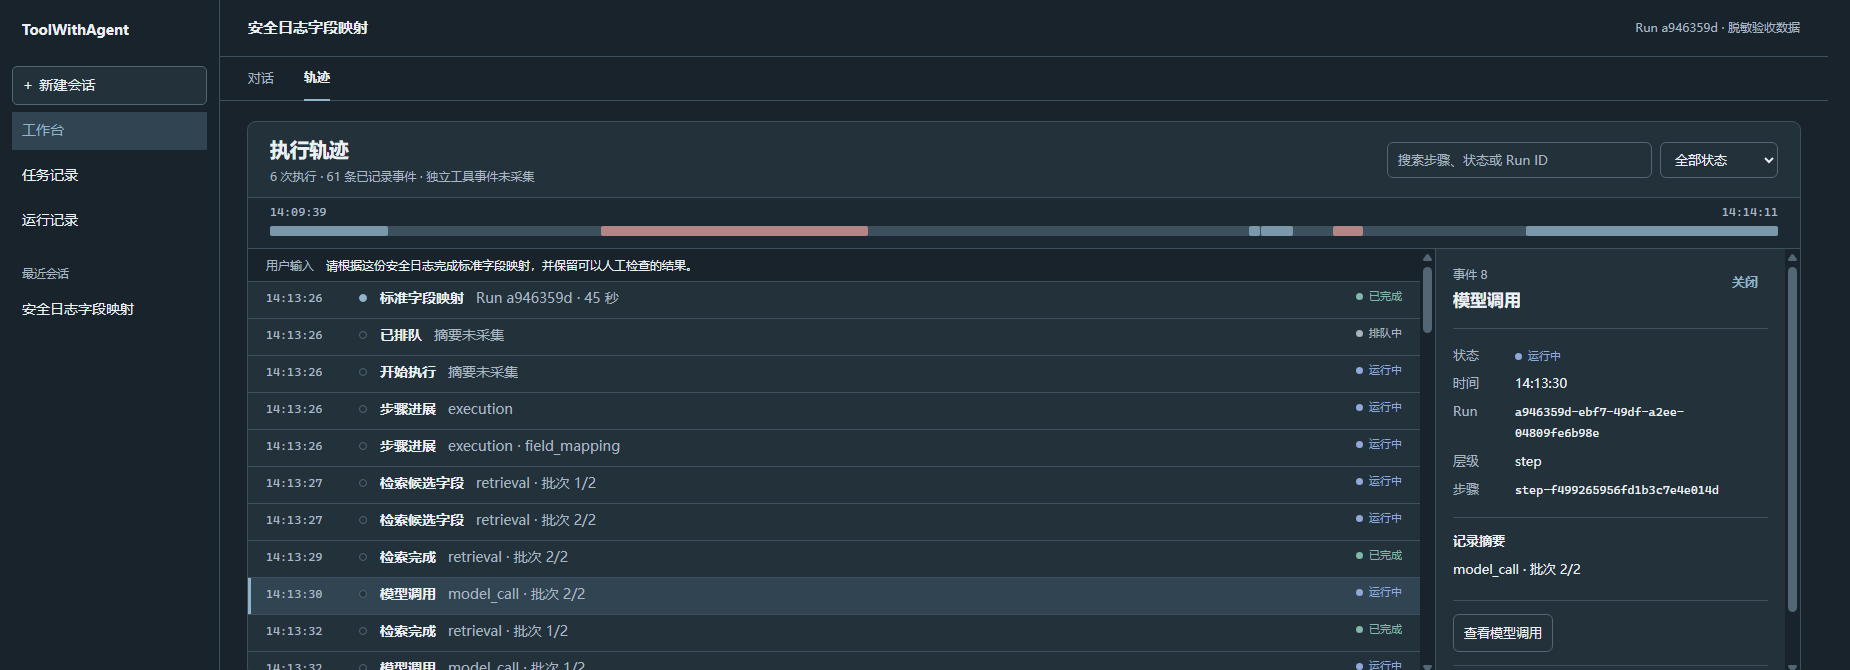 ToolWithAgent
+ 新建会话
工作台
任务记录
运行记录
最近会话
安全日志字段映射
安全日志字段映射
Run a946359d · 脱敏验收数据
对话
轨迹
执行轨迹
6 次执行 · 61 条已记录事件 · 独立工具事件未采集
搜索步骤、状态或 Run ID
全部状态
14:09:39
14:14:11
用户输入 请根据这份安全日志完成标准字段映射，并保留可以人工检查的结果。
14:13:26 标准字段映射 Run a946359d · 45 秒 已完成
14:13:26 已排队 摘要未采集 排队中
14:13:26 开始执行 摘要未采集 运行中
14:13:26 步骤进展 execution 运行中
14:13:26 步骤进展 execution · field_mapping 运行中
14:13:27 检索候选字段 retrieval · 批次 1/2 运行中
14:13:27 检索候选字段 retrieval · 批次 2/2 运行中
14:13:29 检索完成 retrieval · 批次 2/2 已完成
14:13:30 模型调用 model_call · 批次 2/2 运行中
14:13:32 检索完成 retrieval · 批次 1/2 已完成
14:13:32 模型调用 model_call · 批次 1/2 运行中
事件 8
模型调用
关闭
状态 运行中
时间 14:13:30
Run a946359d-ebf7-49df-a2ee-
04809fe6b98e
层级 step
步骤 step-f499265956fd1b3c7e4e014d
记录摘要
model_call · 批次 2/2
查看模型调用